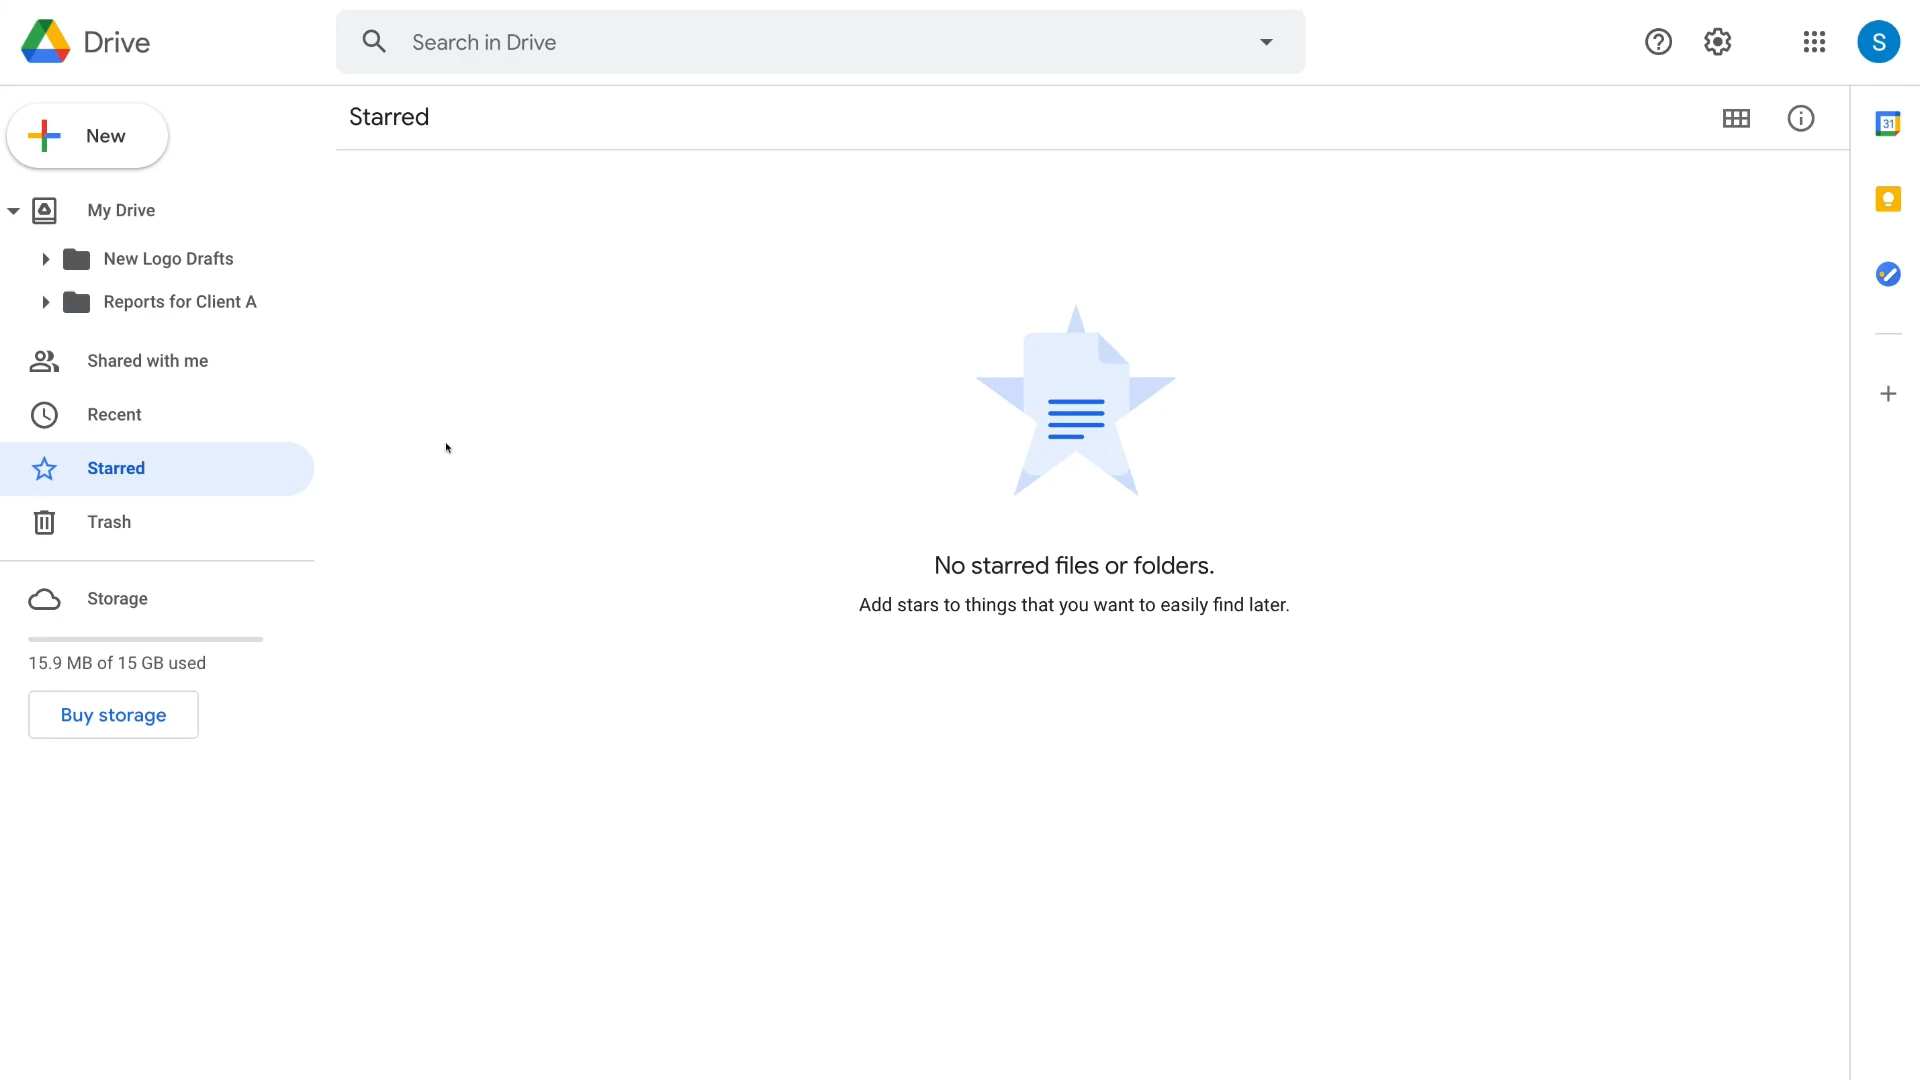 Drive
Search in Drive
S
New
Starred
31
My Drive
New Logo Drafts
Reports for Client A
Shared with me
Recent
Starred
Trash
No starred files or folders.
Add stars to things that you want to easily find later.
Storage
15.9 MB of 15 GB used
Buy storage